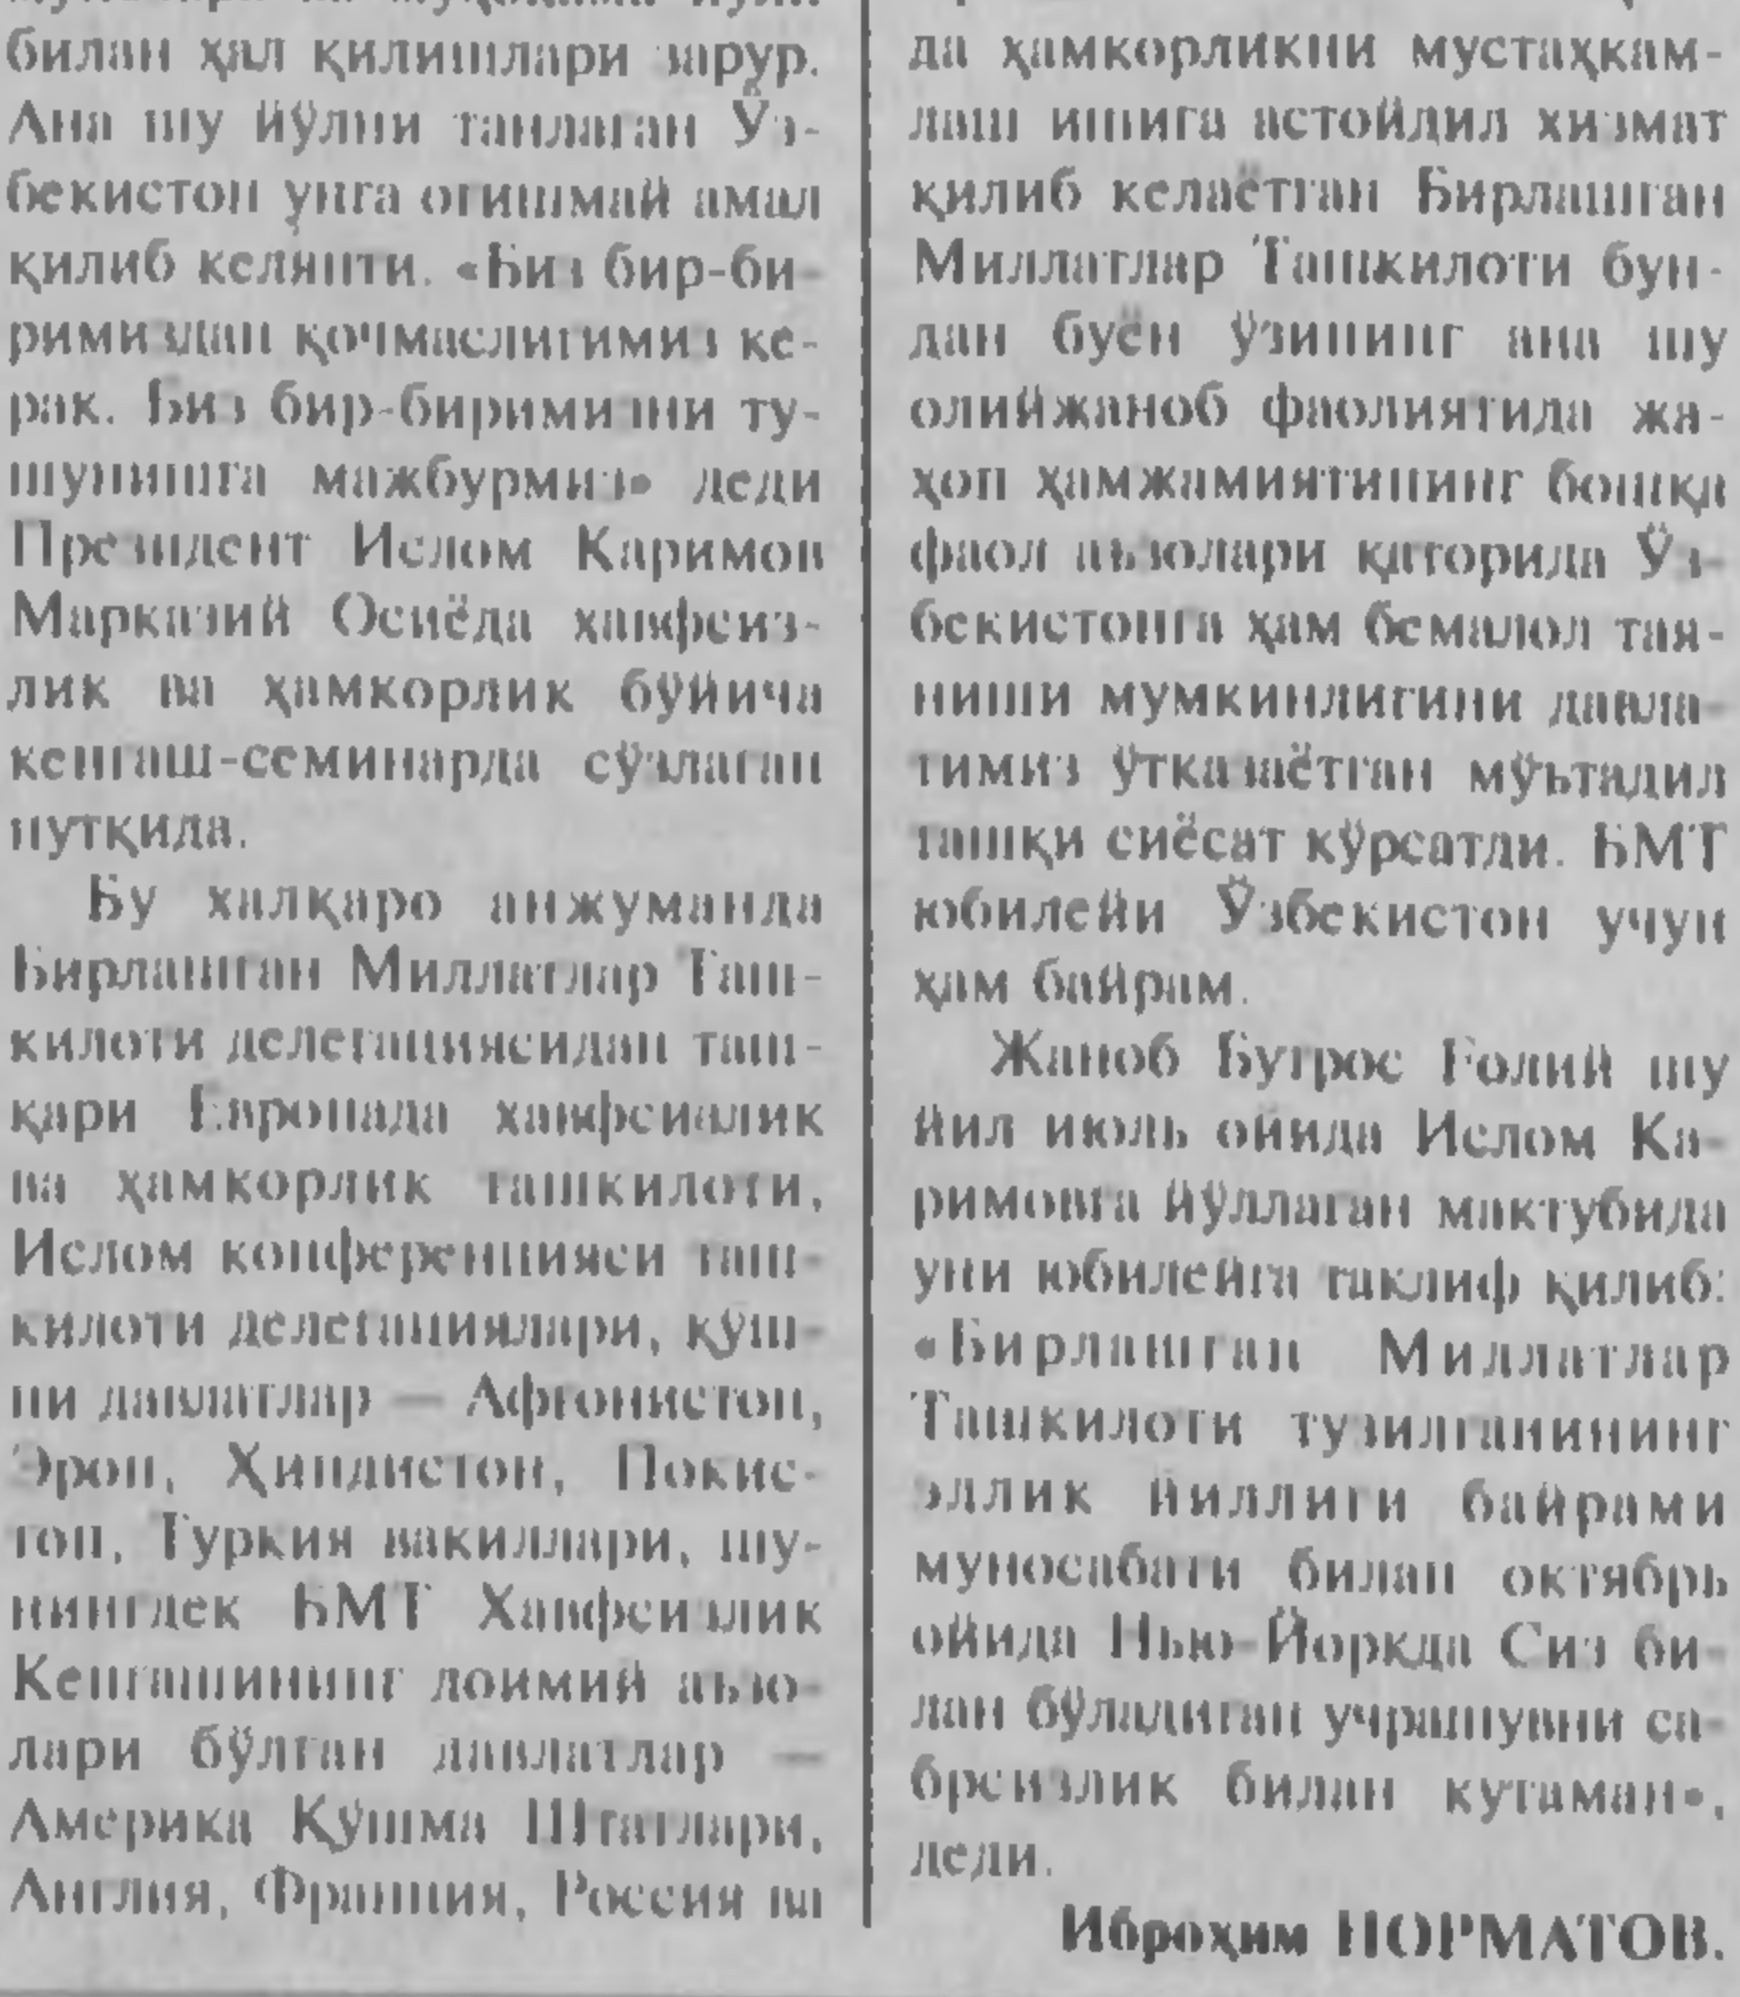 билан ҳал қилишлари зарур.
Ана шу йўлни танлаган Ўз-
бекистон унга оғишмай амал
қилиб келяпти. «Биз бир-би-
римиздан қочмаслигимиз ке-
рак. Биз бир-биримизни ту-
шунишга мажбурмиз» деди
Президент Ислом Каримов
Марказий Осиёда хавфсиз-
лик ва ҳамкорлик бўйича
кенгаш-семинарда сўзлаган
нутқида.
Бу халқаро анжуманда
Бирлашган Миллатлар Таш-
килоти делегациясидан таш-
қари Европада хавфсизлик
ва ҳамкорлик ташкилоти,
Ислом конференцияси таш-
килоти делегациялари, қўш-
ни давлатлар — Афғонистон,
Эрон, Ҳиндистон, Покис-
тон, Туркия вакиллари, шу-
нингдек БМТ Хавфсизлик
Кенгашининг доимий аъзо-
лари бўлган давлатлар —
Америка Қўшма Штатлари,
Англия, Франция, Россия ва
да ҳамкорликни мустаҳкам-
лаш ишига астойдил хизмат
қилиб келаётган Бирлашган
Миллатлар Ташкилоти бун-
дан буён ўзининг ана шу
олийжаноб фаолиятида жа-
ҳон ҳамжамиятининг бошқа
фаол аъзолари қаторида Ўз-
бекистонга ҳам бемалол тая-
ниши мумкинлигини давла-
тимиз ўтказаётган мўътадил
ташқи сиёсат кўрсатди. БМТ
юбилейи Ўзбекистон учун
ҳам байрам.
Жаноб Бутрос Ғолий шу
йил июль ойида Ислом Ка-
римовга йўллаган мактубида
уни юбилейга таклиф қилиб:
«Бирлашган Миллатлар
Ташкилоти тузилганининг
эллик йиллиги байрами
муносабати билан октябрь
ойида Нью-Йоркда Сиз би-
лан бўладиган учрашувни са-
брсизлик билан кутаман»,
деди.
Иброҳим НОРМАТОВ.